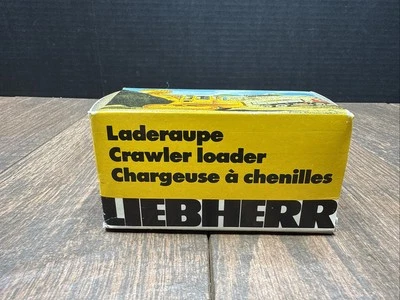 Laderaupe
Crawler loader
Chargeuse à chenilles
LIEBHERR